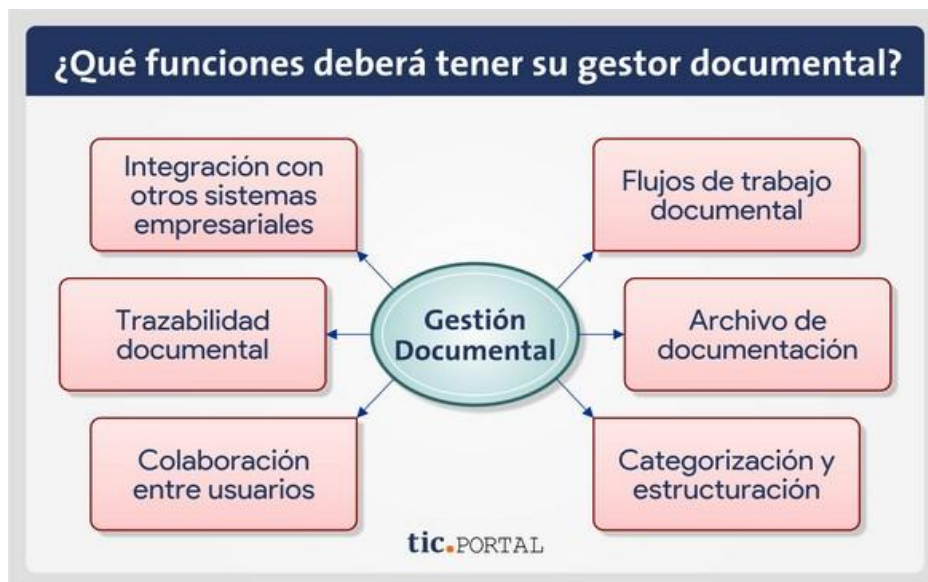 ¿Qué funciones deberá tener su gestor documental?
Integración con
otros sistemas
empresariales
Flujos de trabajo
documental
Trazabilidad
documental
Gestión
Documental
Archivo de
documentación
Colaboración
entre usuarios
Categorización y
estructuración
tic.PORTAL